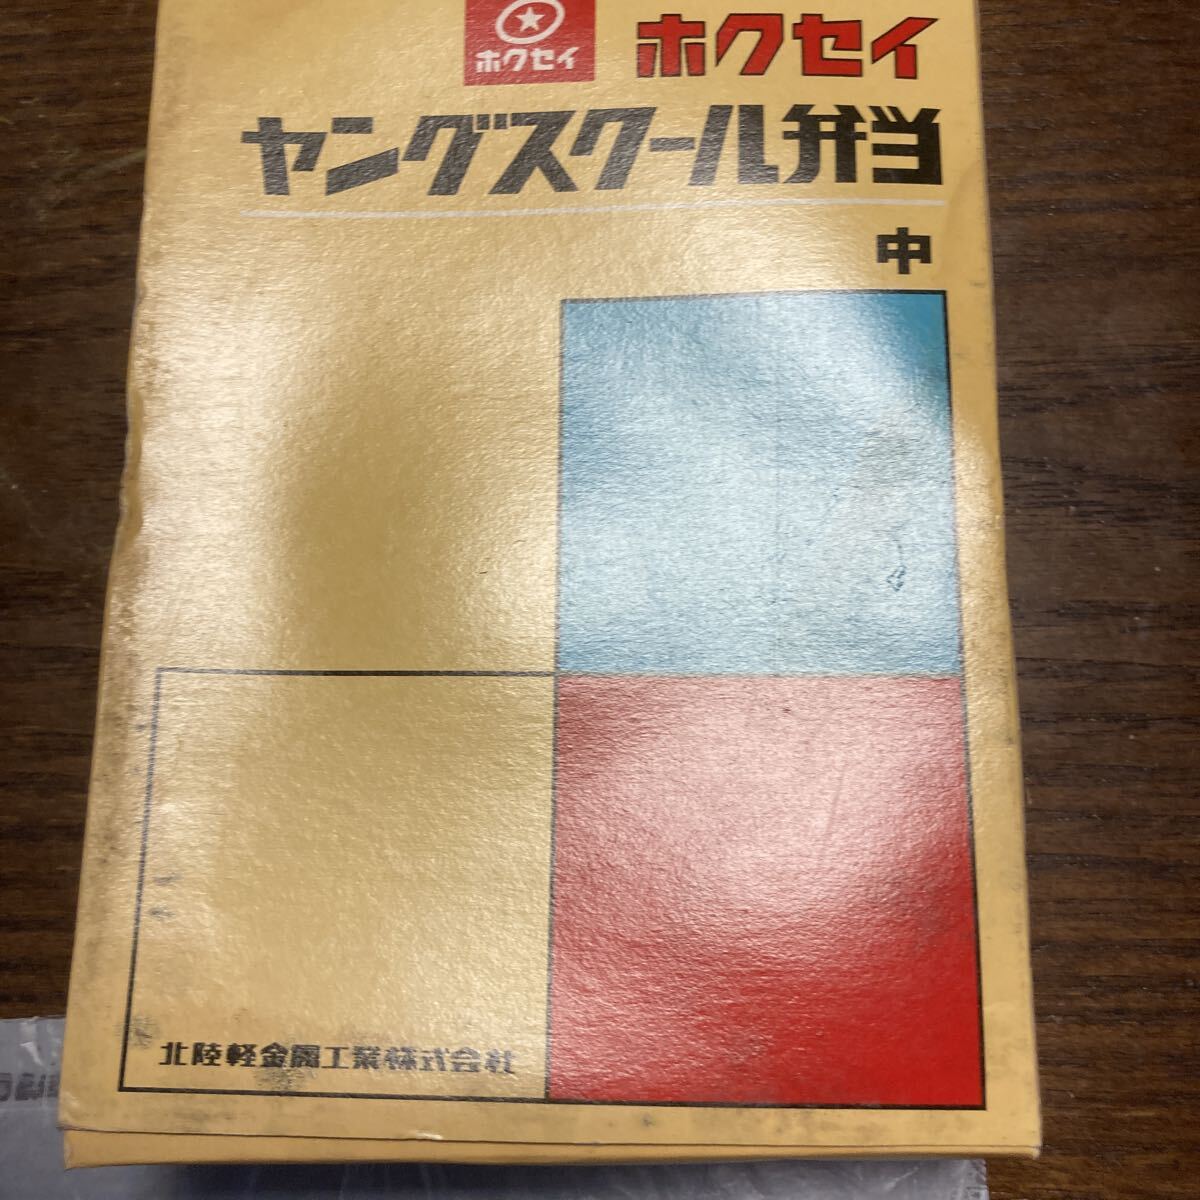 ホクセイ
ホクセイ
ヤングスクール弁当
中
北陸軽金属工業株式会社